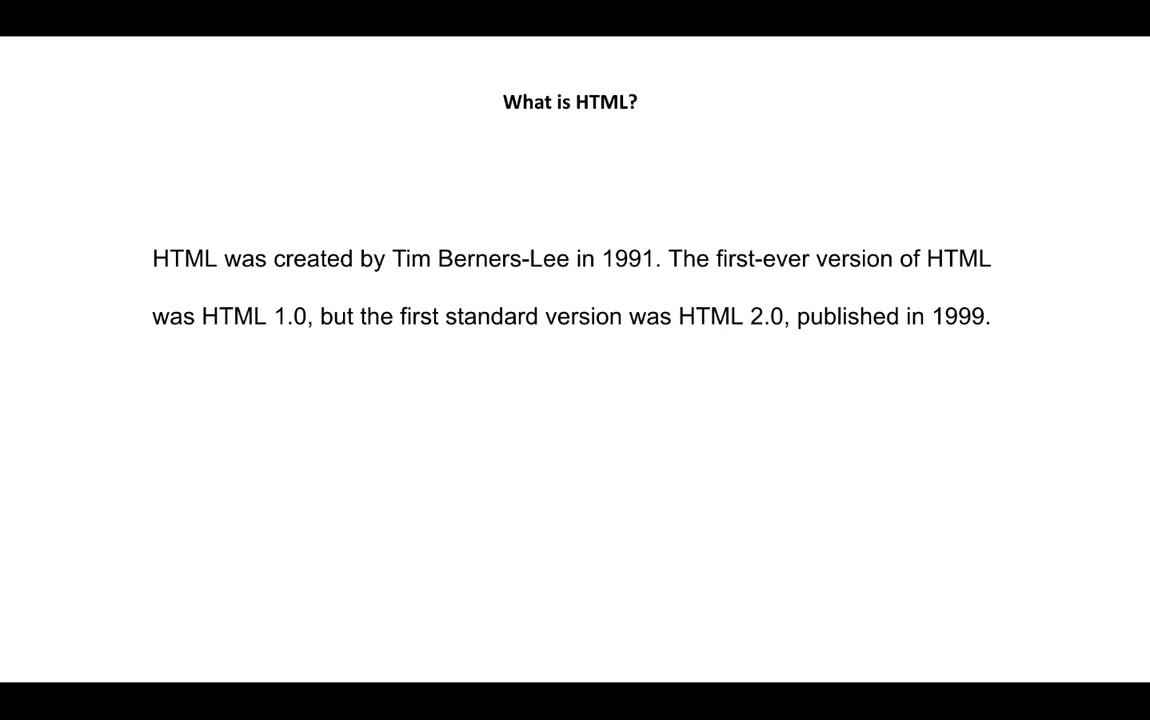 What is HTML?
HTML was created by Tim Berners-Lee in 1991. The first-ever version of HTML
was HTML 1.0, but the first standard version was HTML 2.0, published in 1999.